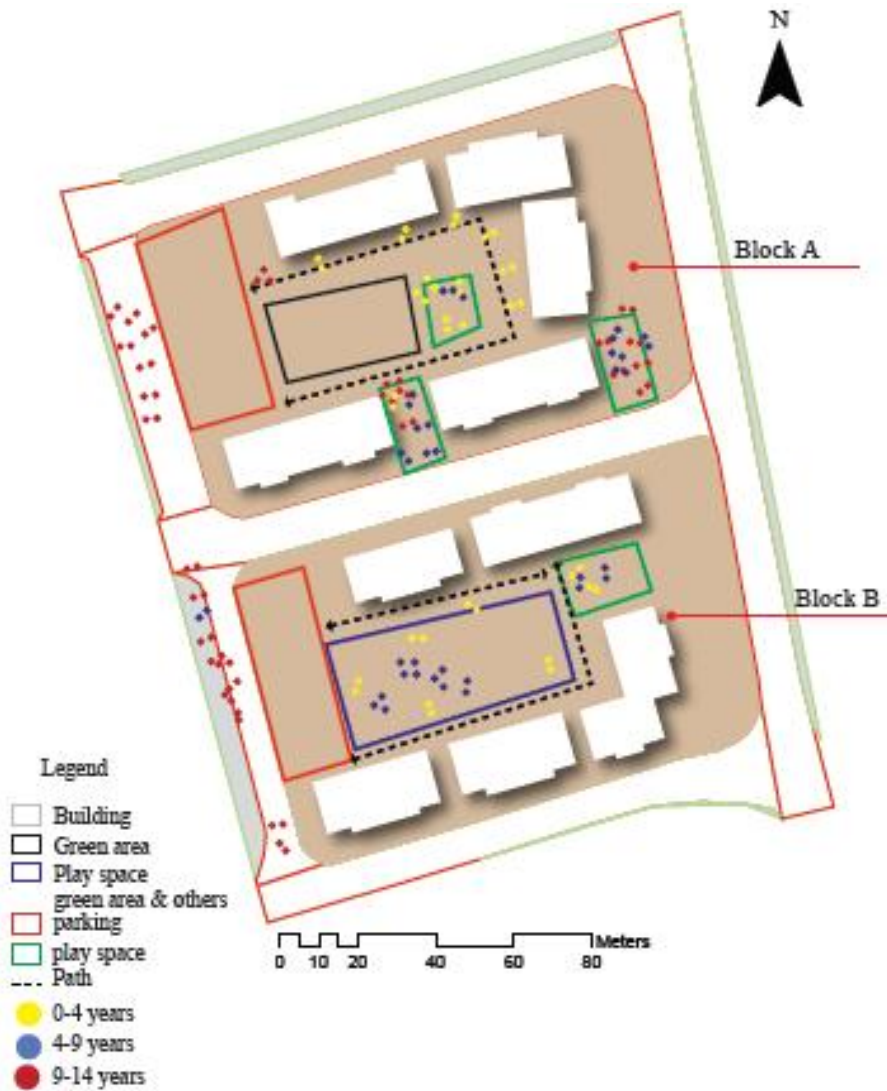 N
Block A
Block B
Legend
Building
Green area
Play space
green area & others
parking
play space
Path
0-4 years
4-9 years
9-14 years
Meters
0 10 20 40 60 80